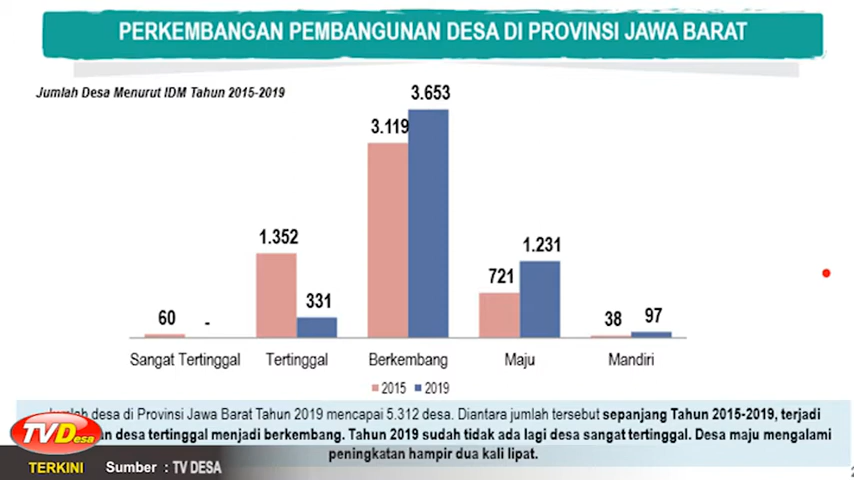 PERKEMBANGAN PEMBANGUNAN DESA DI PROVINSI JAWA BARAT
Jumlah Desa Menurut IDM Tahun 2015-2019
60
-
1.352
331
3.119
3.653
721
1.231
38
97
Sangat Tertinggal
Tertinggal
Berkembang
Maju
Mandiri
2015
2019
desa di Provinsi Jawa Barat Tahun 2019 mencapai 5.312 desa. Diantara jumlah tersebut sepanjang Tahun 2015-2019, terjadi
desa tertinggal menjadi berkembang. Tahun 2019 sudah tidak ada lagi desa sangat tertinggal. Desa maju mengalami
peningkatan hampir dua kali lipat.
TVDesa
TERKINI
Sumber : TV DESA